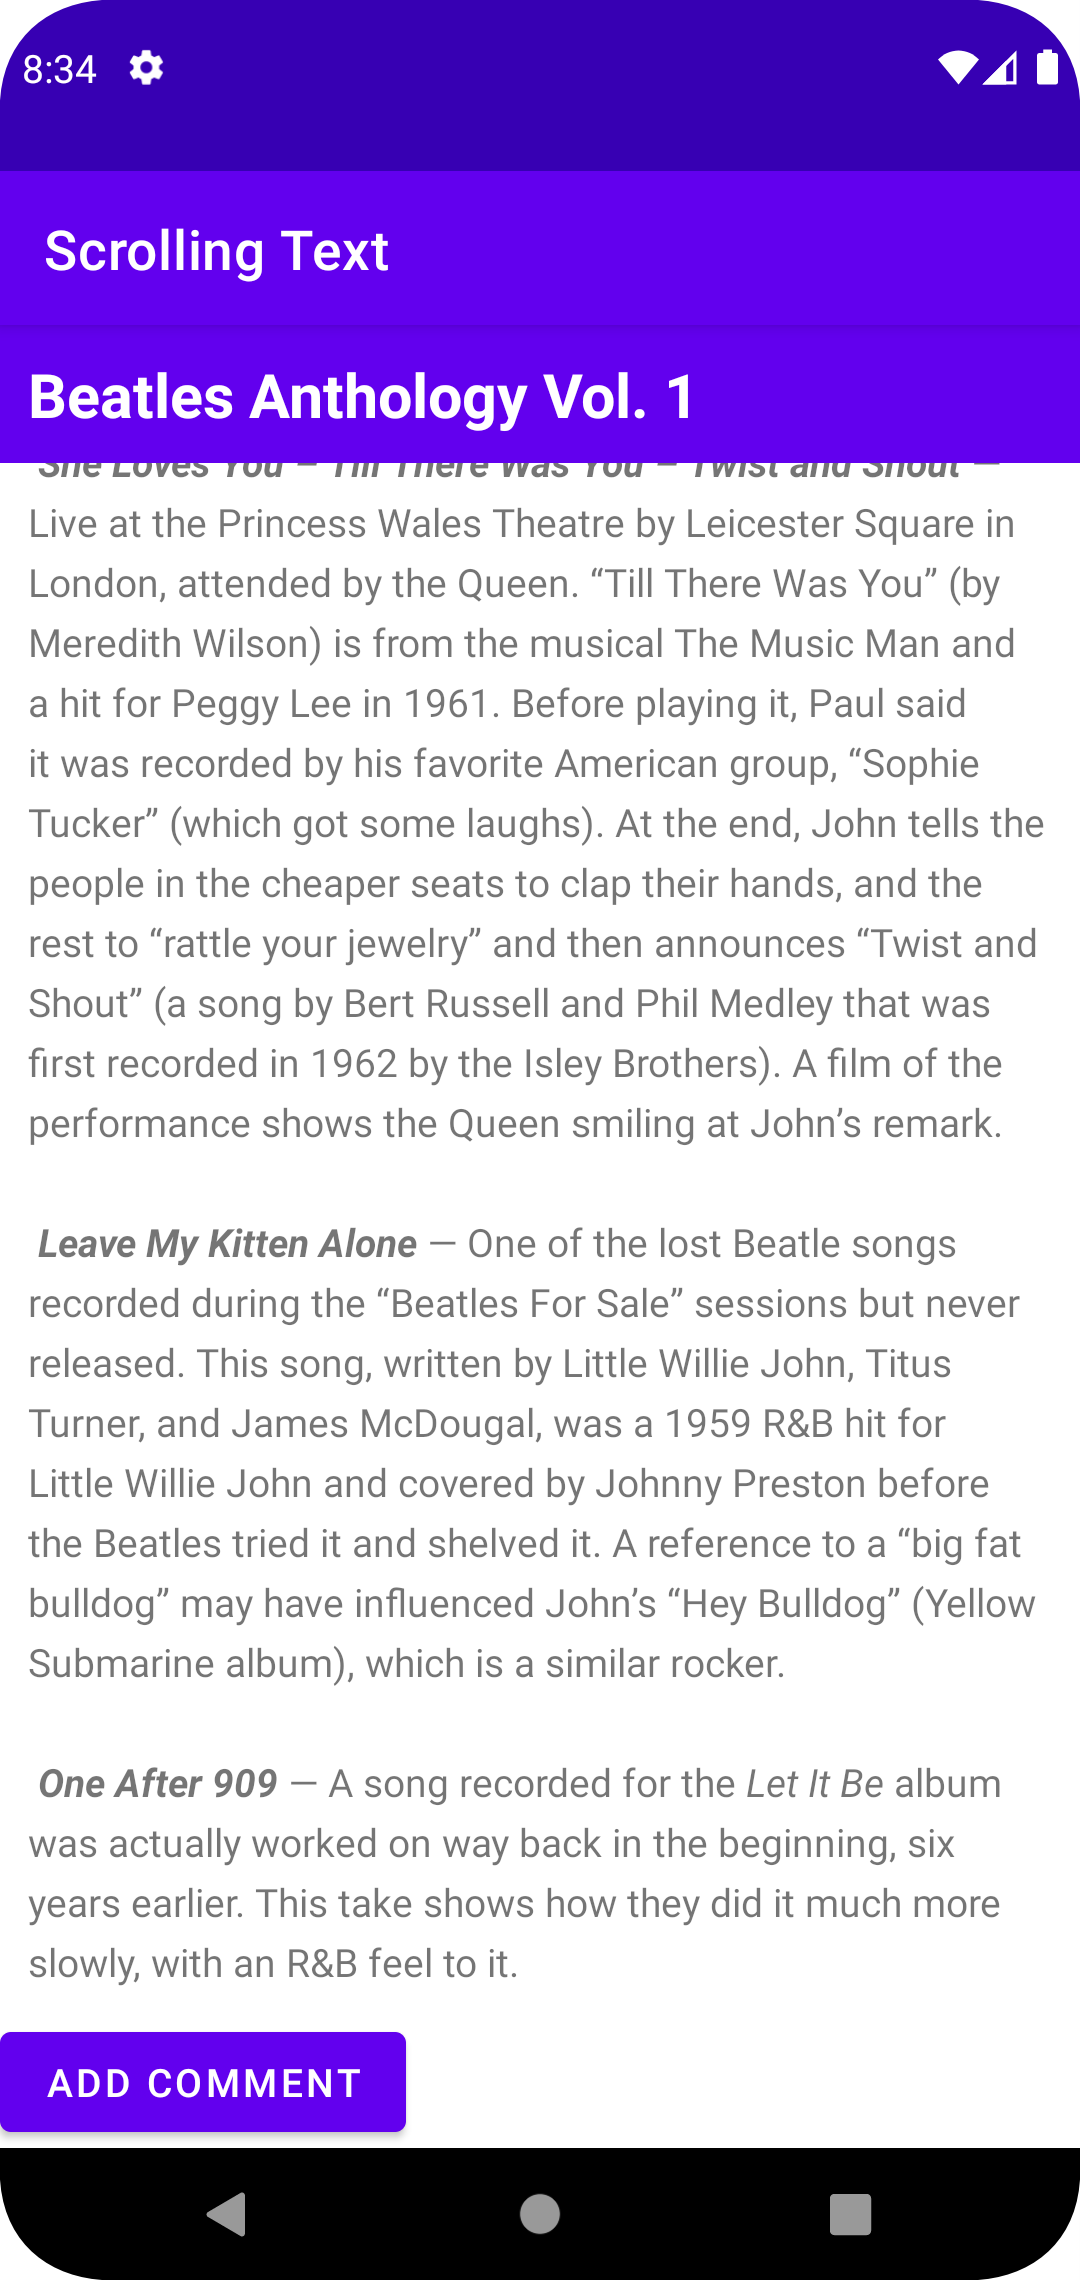 8:34
Scrolling Text
Beatles Anthology Vol. 1
She Loves You – Till There Was You – Twist and Shout —
Live at the Princess Wales Theatre by Leicester Square in
London, attended by the Queen. “Till There Was You” (by
Meredith Wilson) is from the musical The Music Man and
a hit for Peggy Lee in 1961. Before playing it, Paul said
it was recorded by his favorite American group, “Sophie
Tucker” (which got some laughs). At the end, John tells the
people in the cheaper seats to clap their hands, and the
rest to “rattle your jewelry” and then announces “Twist and
Shout” (a song by Bert Russell and Phil Medley that was
first recorded in 1962 by the Isley Brothers). A film of the
performance shows the Queen smiling at John’s remark.
Leave My Kitten Alone — One of the lost Beatle songs
recorded during the “Beatles For Sale” sessions but never
released. This song, written by Little Willie John, Titus
Turner, and James McDougal, was a 1959 R&B hit for
Little Willie John and covered by Johnny Preston before
the Beatles tried it and shelved it. A reference to a “big fat
bulldog” may have influenced John’s “Hey Bulldog” (Yellow
Submarine album), which is a similar rocker.
One After 909 — A song recorded for the Let It Be album
was actually worked on way back in the beginning, six
years earlier. This take shows how they did it much more
slowly, with an R&B feel to it.
ADD COMMENT